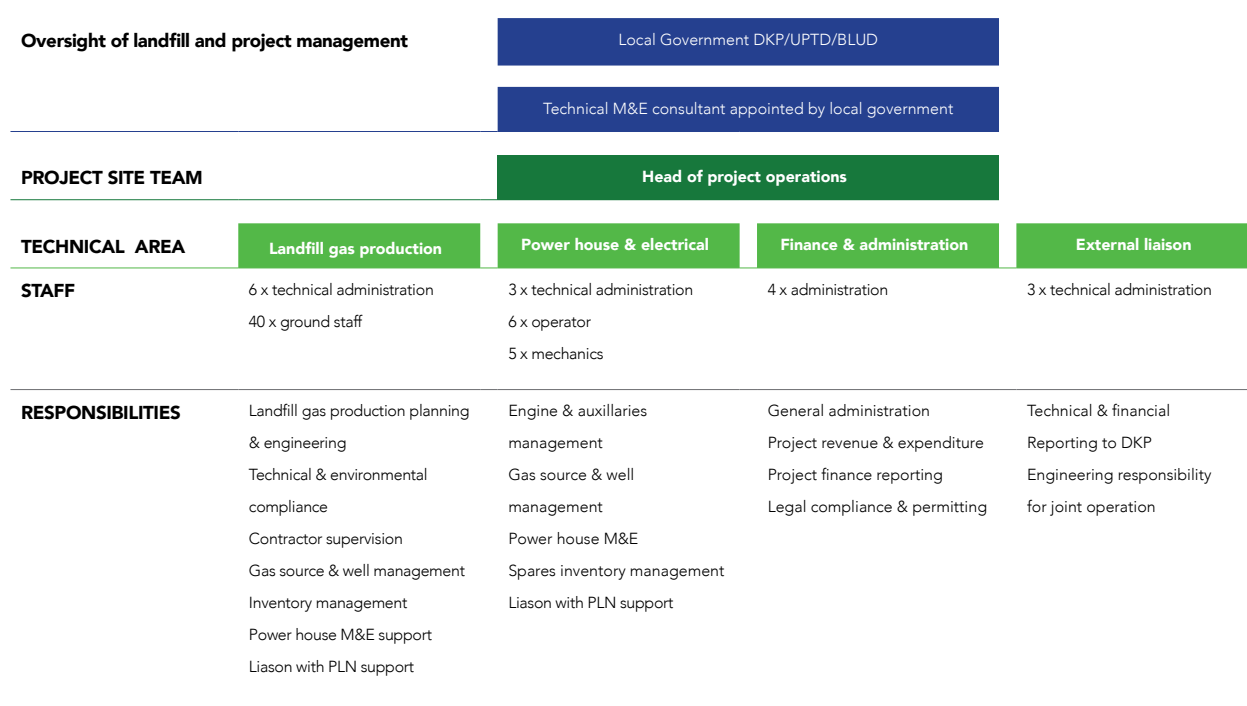 Oversight of landfill and project management
Local Government DKP/UPTD/BLUD
Technical M&E consultant appointed by local government
PROJECT SITE TEAM
Head of project operations
TECHNICAL AREA
Landfill gas production
Power house & electrical
Finance & administration
External liaison
STAFF
6 x technical administration
40 x ground staff
3 x technical administration
6 x operator
5 x mechanics
4 x administration
3 x technical administration
RESPONSIBILITIES
Landfill gas production planning
& engineering
Technical & environmental
compliance
Contractor supervision
Gas source & well management
Inventory management
Power house M&E support
Liason with PLN support
Engine & auxillaries
management
Gas source & well
management
Power house M&E
Spares inventory management
Liason with PLN support
General administration
Project revenue & expenditure
Project finance reporting
Legal compliance & permitting
Technical & financial
Reporting to DKP
Engineering responsibility
for joint operation